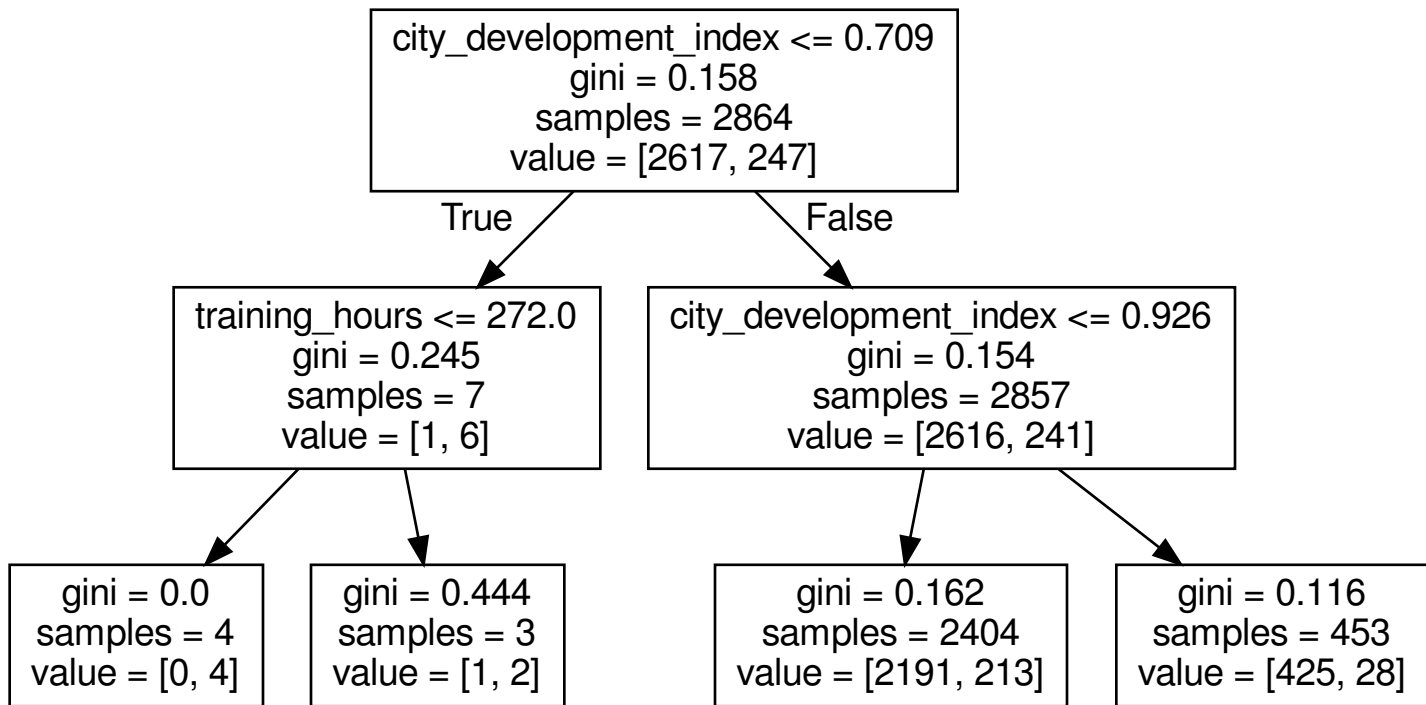 city_development_index <= 0.709
gini = 0.158
samples = 2864
value = [2617, 247]
True
False
training_hours <= 272.0
gini = 0.245
samples = 7
value = [1, 6]
city_development_index <= 0.926
gini = 0.154
samples = 2857
value = [2616, 241]
gini = 0.0
samples = 4
value = [0, 4]
gini = 0.444
samples = 3
value = [1, 2]
gini = 0.162
samples = 2404
value = [2191, 213]
gini = 0.116
samples = 453
value = [425, 28]